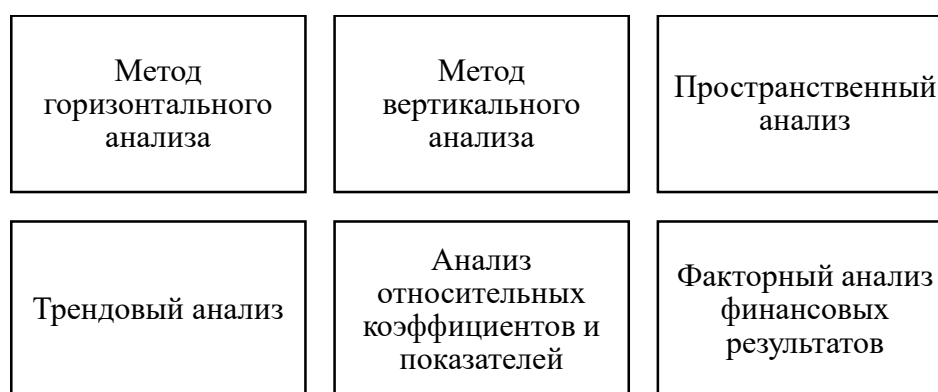 Метод
горизонтального
анализа
Метод
вертикального
анализа
Пространственный
анализ
Трендовый анализ
Анализ
относительных
коэффициентов и
показателей
Факторный анализ
финансовых
результатов